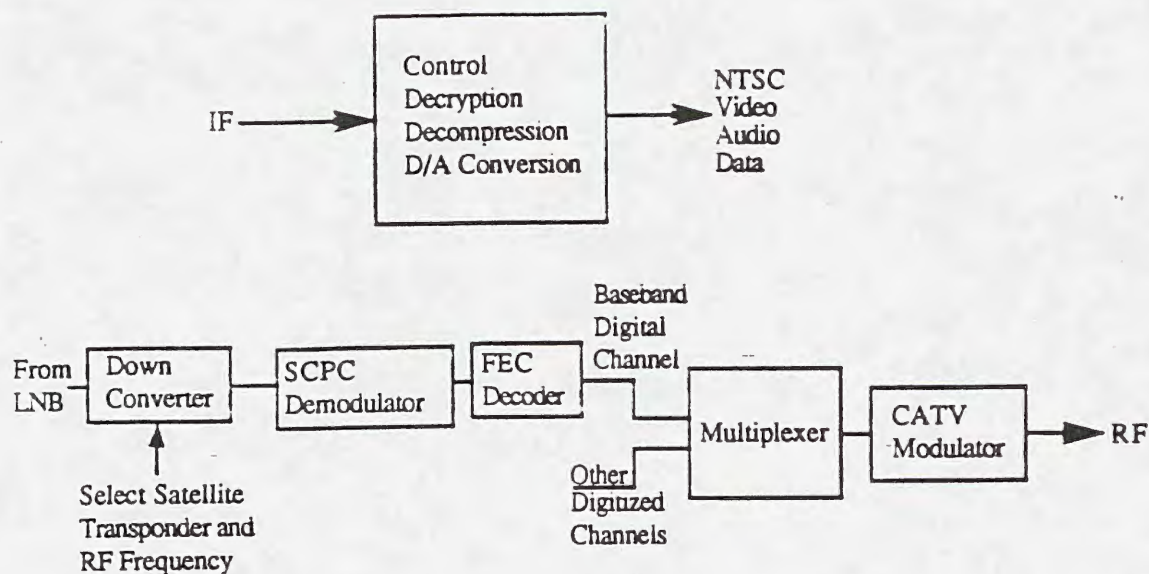 IF
Control
Decryption
Decompression
D/A Conversion
NTSC
Video
Audio
Data
From
LNB
Down
Converter
Select Satellite
Transponder and
RF Frequency
SCPC
Demodulator
FEC
Decoder
Baseband
Digital
Channel
Other
Digitized
Channels
Multiplexer
CATV
Modulator
RF